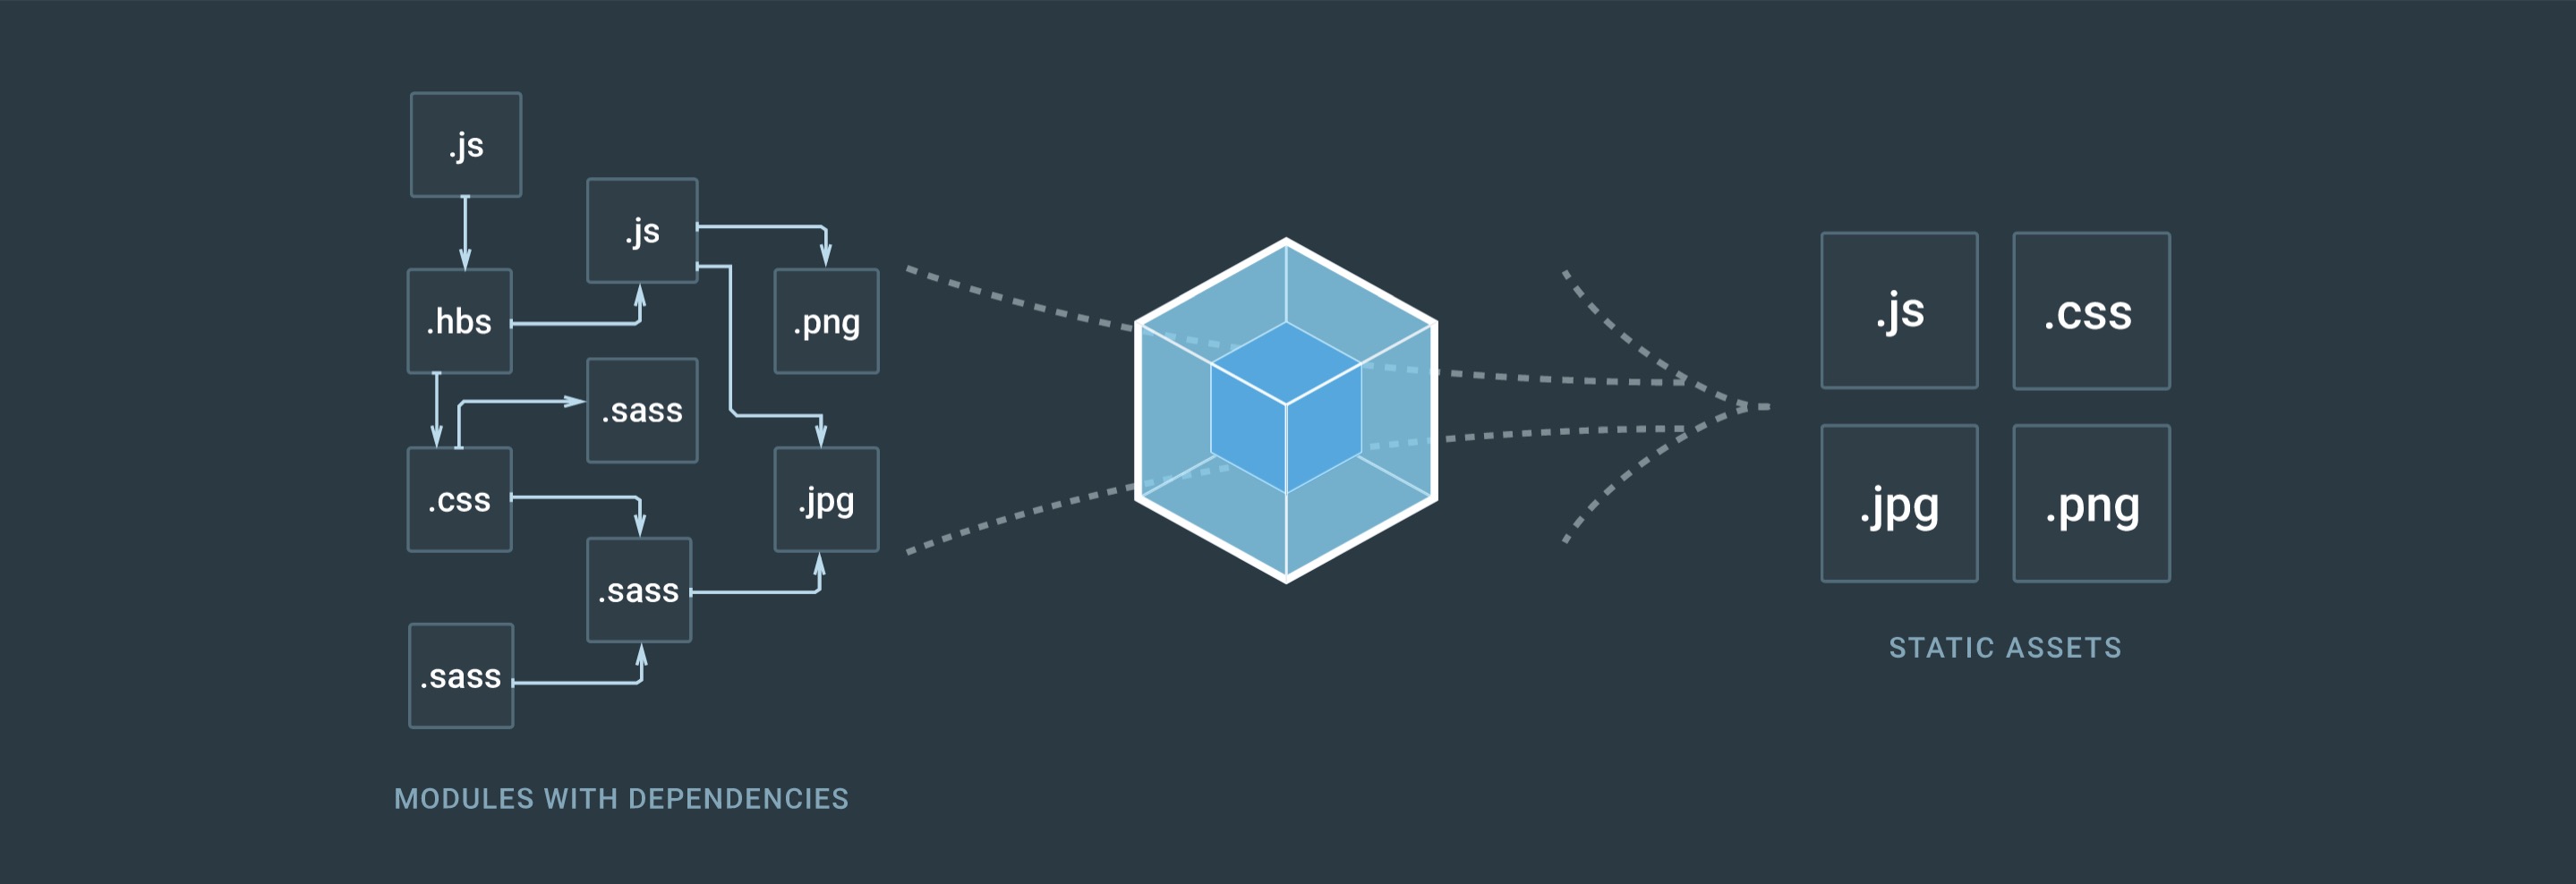 .js
.js
.hbs
.png
.sass
.css
.jpg
.sass
.sass
MODULES WITH DEPENDENCIES
.js
.css
.jpg
.png
STATIC ASSETS